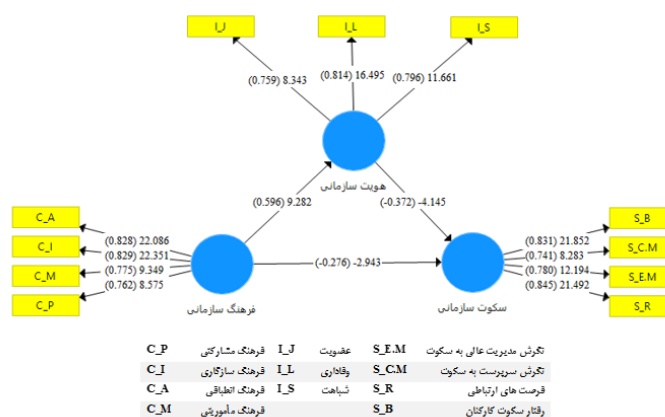 I_J I_L I_S
(0.759) 8.343 (0.814) 16.495 (0.796) 11.661
هویت سازمانی
(0.596) 9.282 (-0.372) -4.145
C_A (0.828) 22.086
C_I (0.829) 22.351
C_M (0.775) 9.349
C_P (0.762) 8.575
فرهنگ سازمانی
(-0.276) -2.943
S_B (0.831) 21.852
S_C.M (0.741) 8.283
S_E.M (0.780) 12.194
S_R (0.845) 21.492
سکوت سازمانی
C_P فرهنگ مشارکتی I_J عضویت S_E.M نگرش مدیریت عالی به سکوت
C_I فرهنگ سازگاری I_L وفاداری S_C.M نگرش سرپرست به سکوت
C_A فرهنگ انطباقی I_S شباهت S_R فرصت های ارتباطی
C_M فرهنگ مأموریتی S_B رفتار سکوت کارکنان